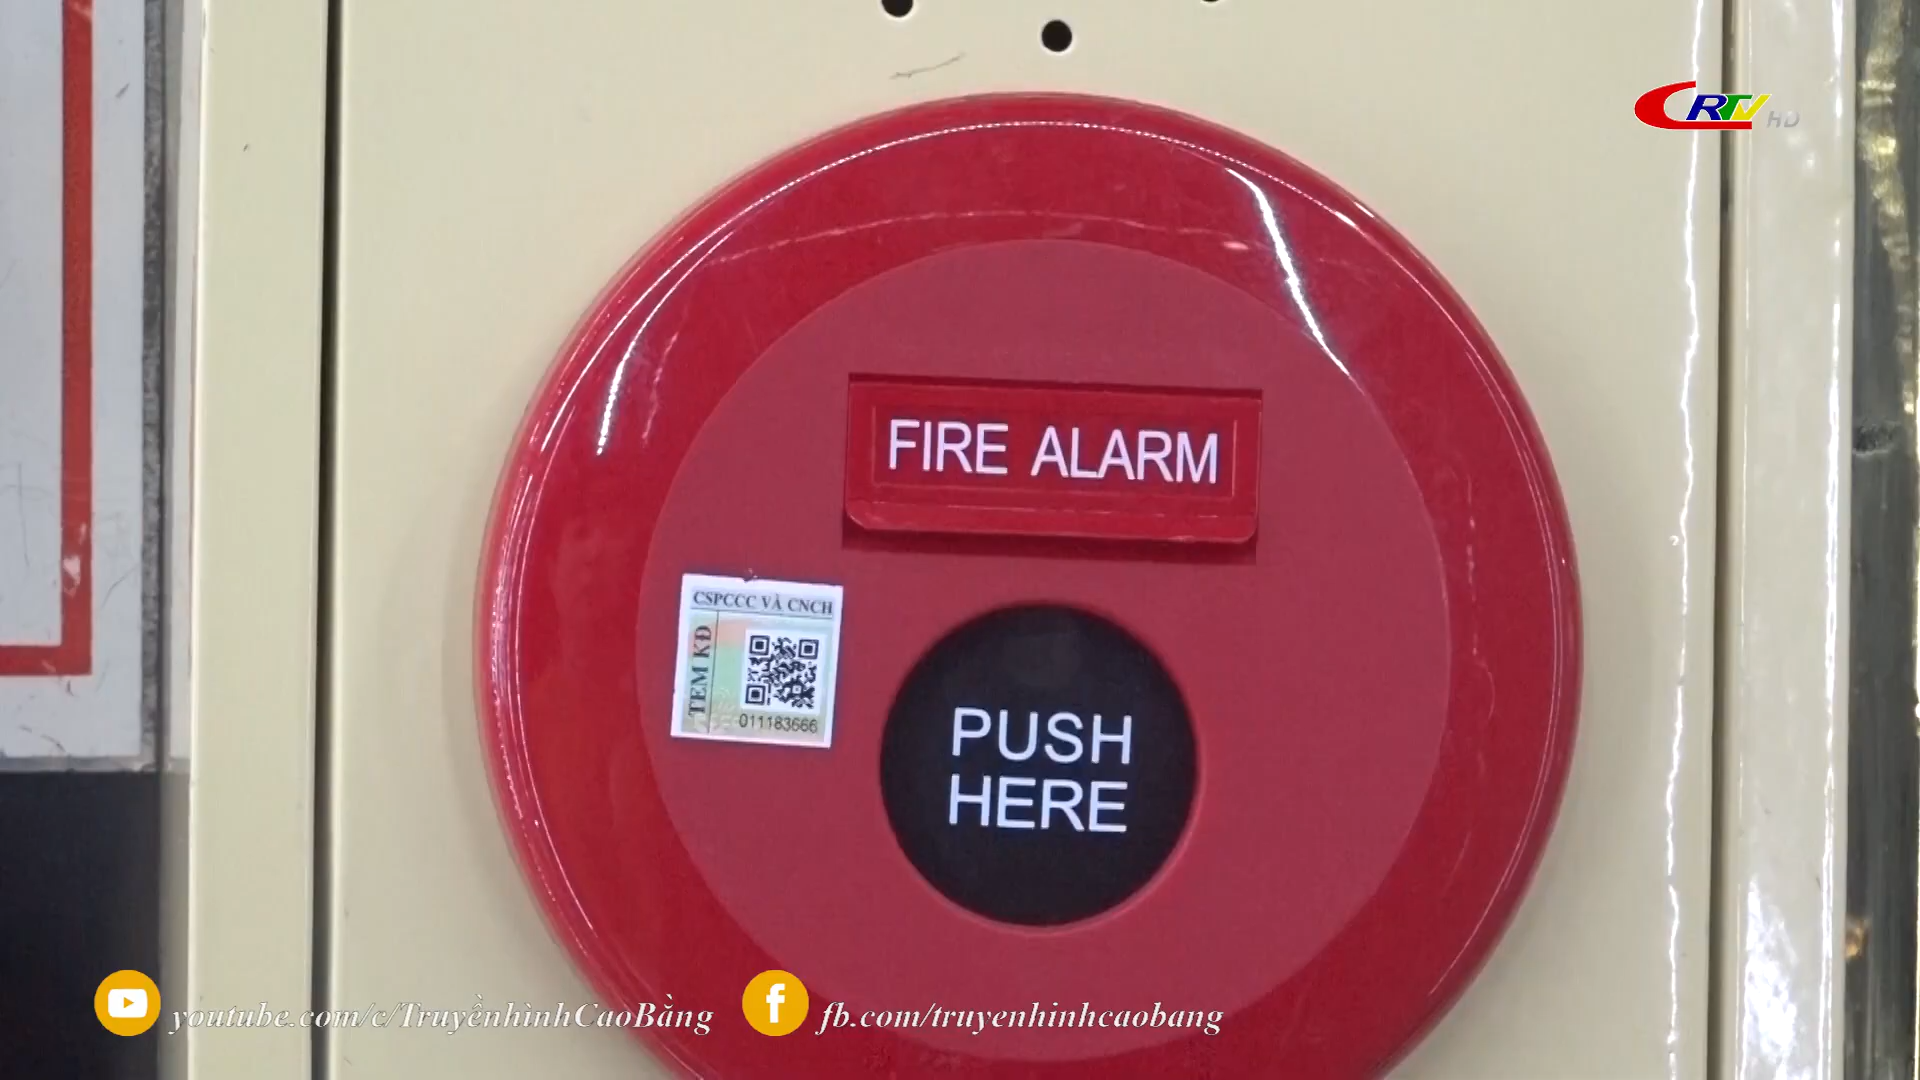 CRTV HD
FIRE ALARM
CSPCCC VÀ CNCH
TEM KĐ
011183666
PUSH
HERE
youtube.com/c/TruyềnhìnhCaoBằng
fb.com/truyenhinhcaobang